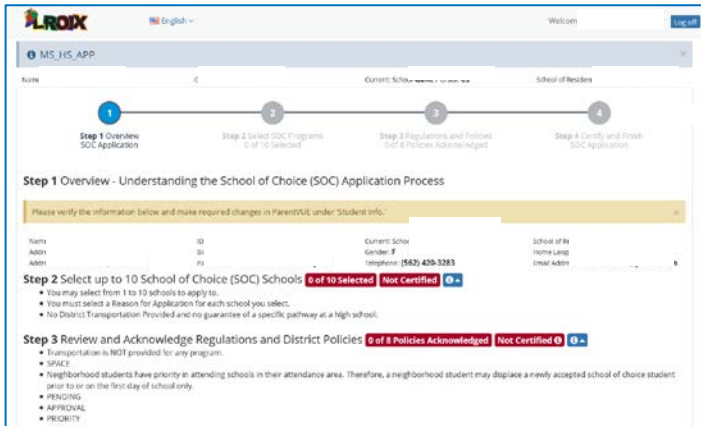 LROIX
English
Welcom
Log off
MS_HS_APP
Name
Current: School
School of Residen
1
2
3
4
Step 1 Overview
SOC Application
Step 2 Select SOC Programs
0 of 10 Selected
Step 3 Regulations and Policies
0 of 8 Policies Acknowledged
Step 4 Certify and Finish
SOC Application
Step 1 Overview - Understanding the School of Choice (SOC) Application Process
Please verify the information below and make required changes in ParentVUE under 'Student Info.'
Name
ID
Current: Schoo
School of Re
Addre
Gender: F
Home Lang
Addre
Telephone: (562) 420-3283
Email Addre
Step 2 Select up to 10 School of Choice (SOC) Schools 0 of 10 Selected Not Certified
• You may select from 1 to 10 schools to apply to.
• You must select a Reason for Application for each school you select.
• No District Transportation Provided and no guarantee of a specific pathway at a high school.
Step 3 Review and Acknowledge Regulations and District Policies 0 of 8 Policies Acknowledged Not Certified
• Transportation is NOT provided for any program.
• SPACE
• Neighborhood students have priority in attending schools in their attendance area. Therefore, a neighborhood student may displace a newly accepted school of choice student
prior to or on the first day of school only.
• PENDING
• APPROVAL
• PRIORITY